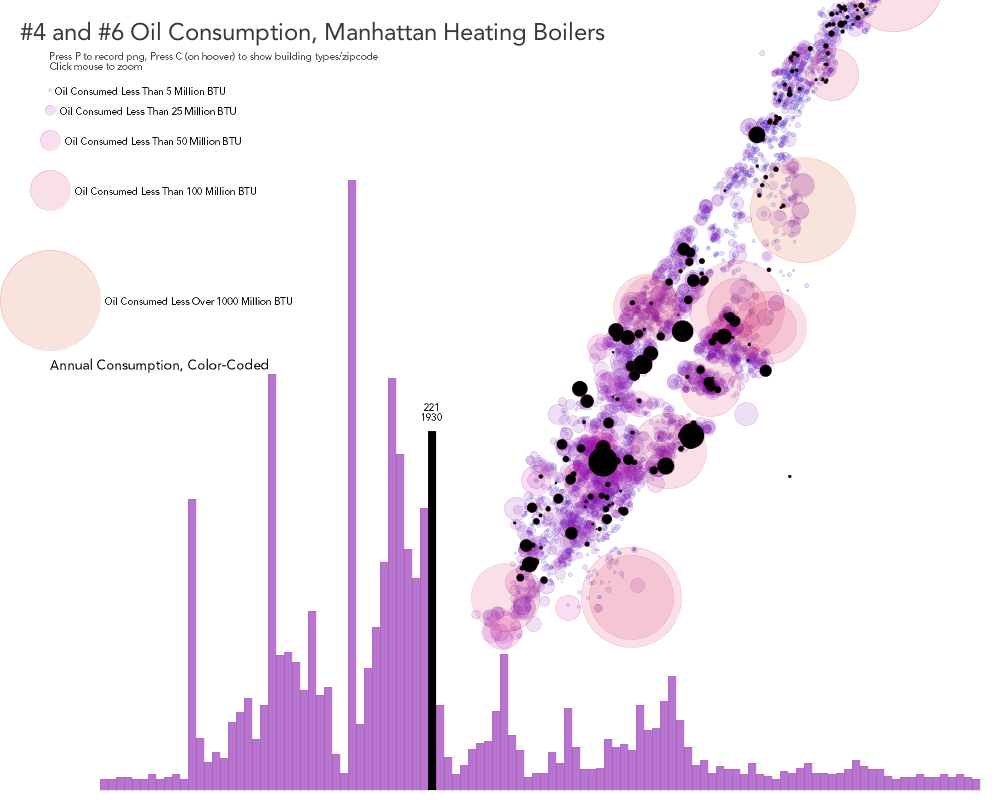 #4 and #6 Oil Consumption, Manhattan Heating Boilers
Press P to record png, Press C (on hoover) to show building types/zipcode
Click mouse to zoom
Oil Consumed Less Than 5 Million BTU
Oil Consumed Less Than 25 Million BTU
Oil Consumed Less Than 50 Million BTU
Oil Consumed Less Than 100 Million BTU
Oil Consumed Less Over 1000 Million BTU
Annual Consumption, Color-Coded
221
1930